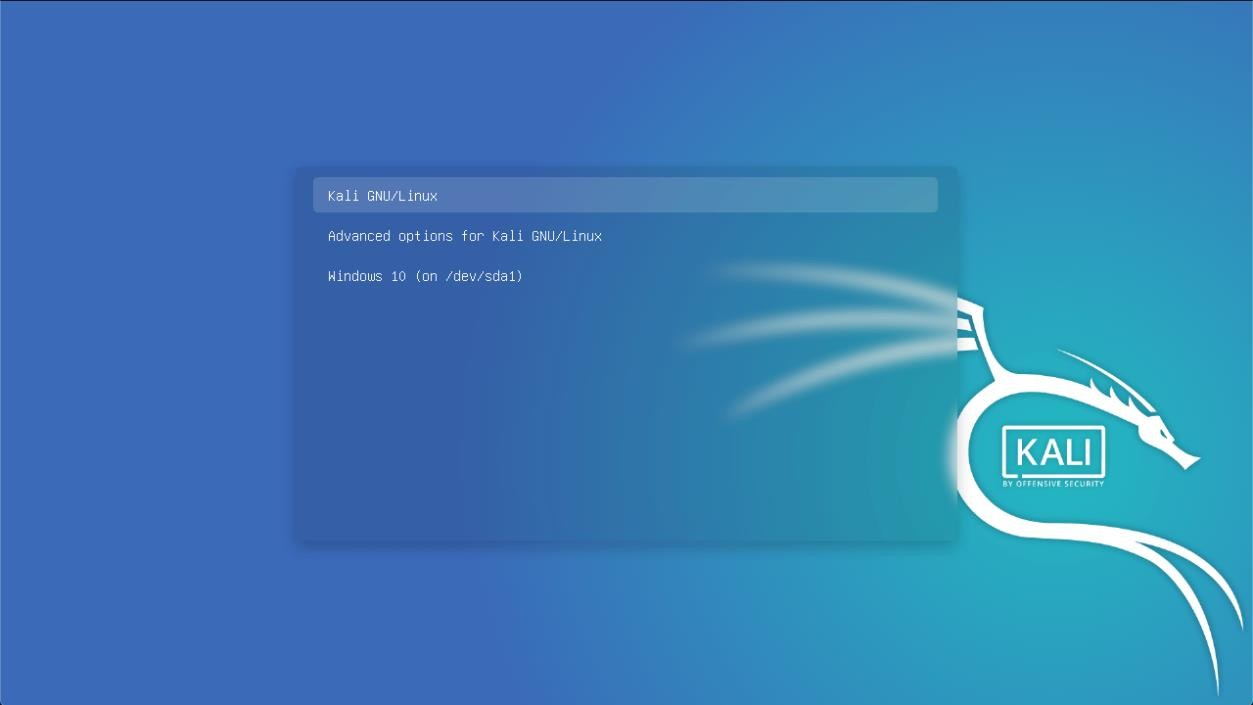 Kali GNU/Linux
Advanced options for Kali GNU/Linux
Windows 10 (on /dev/sda1)
KALI
BY OFFENSIVE SECURITY